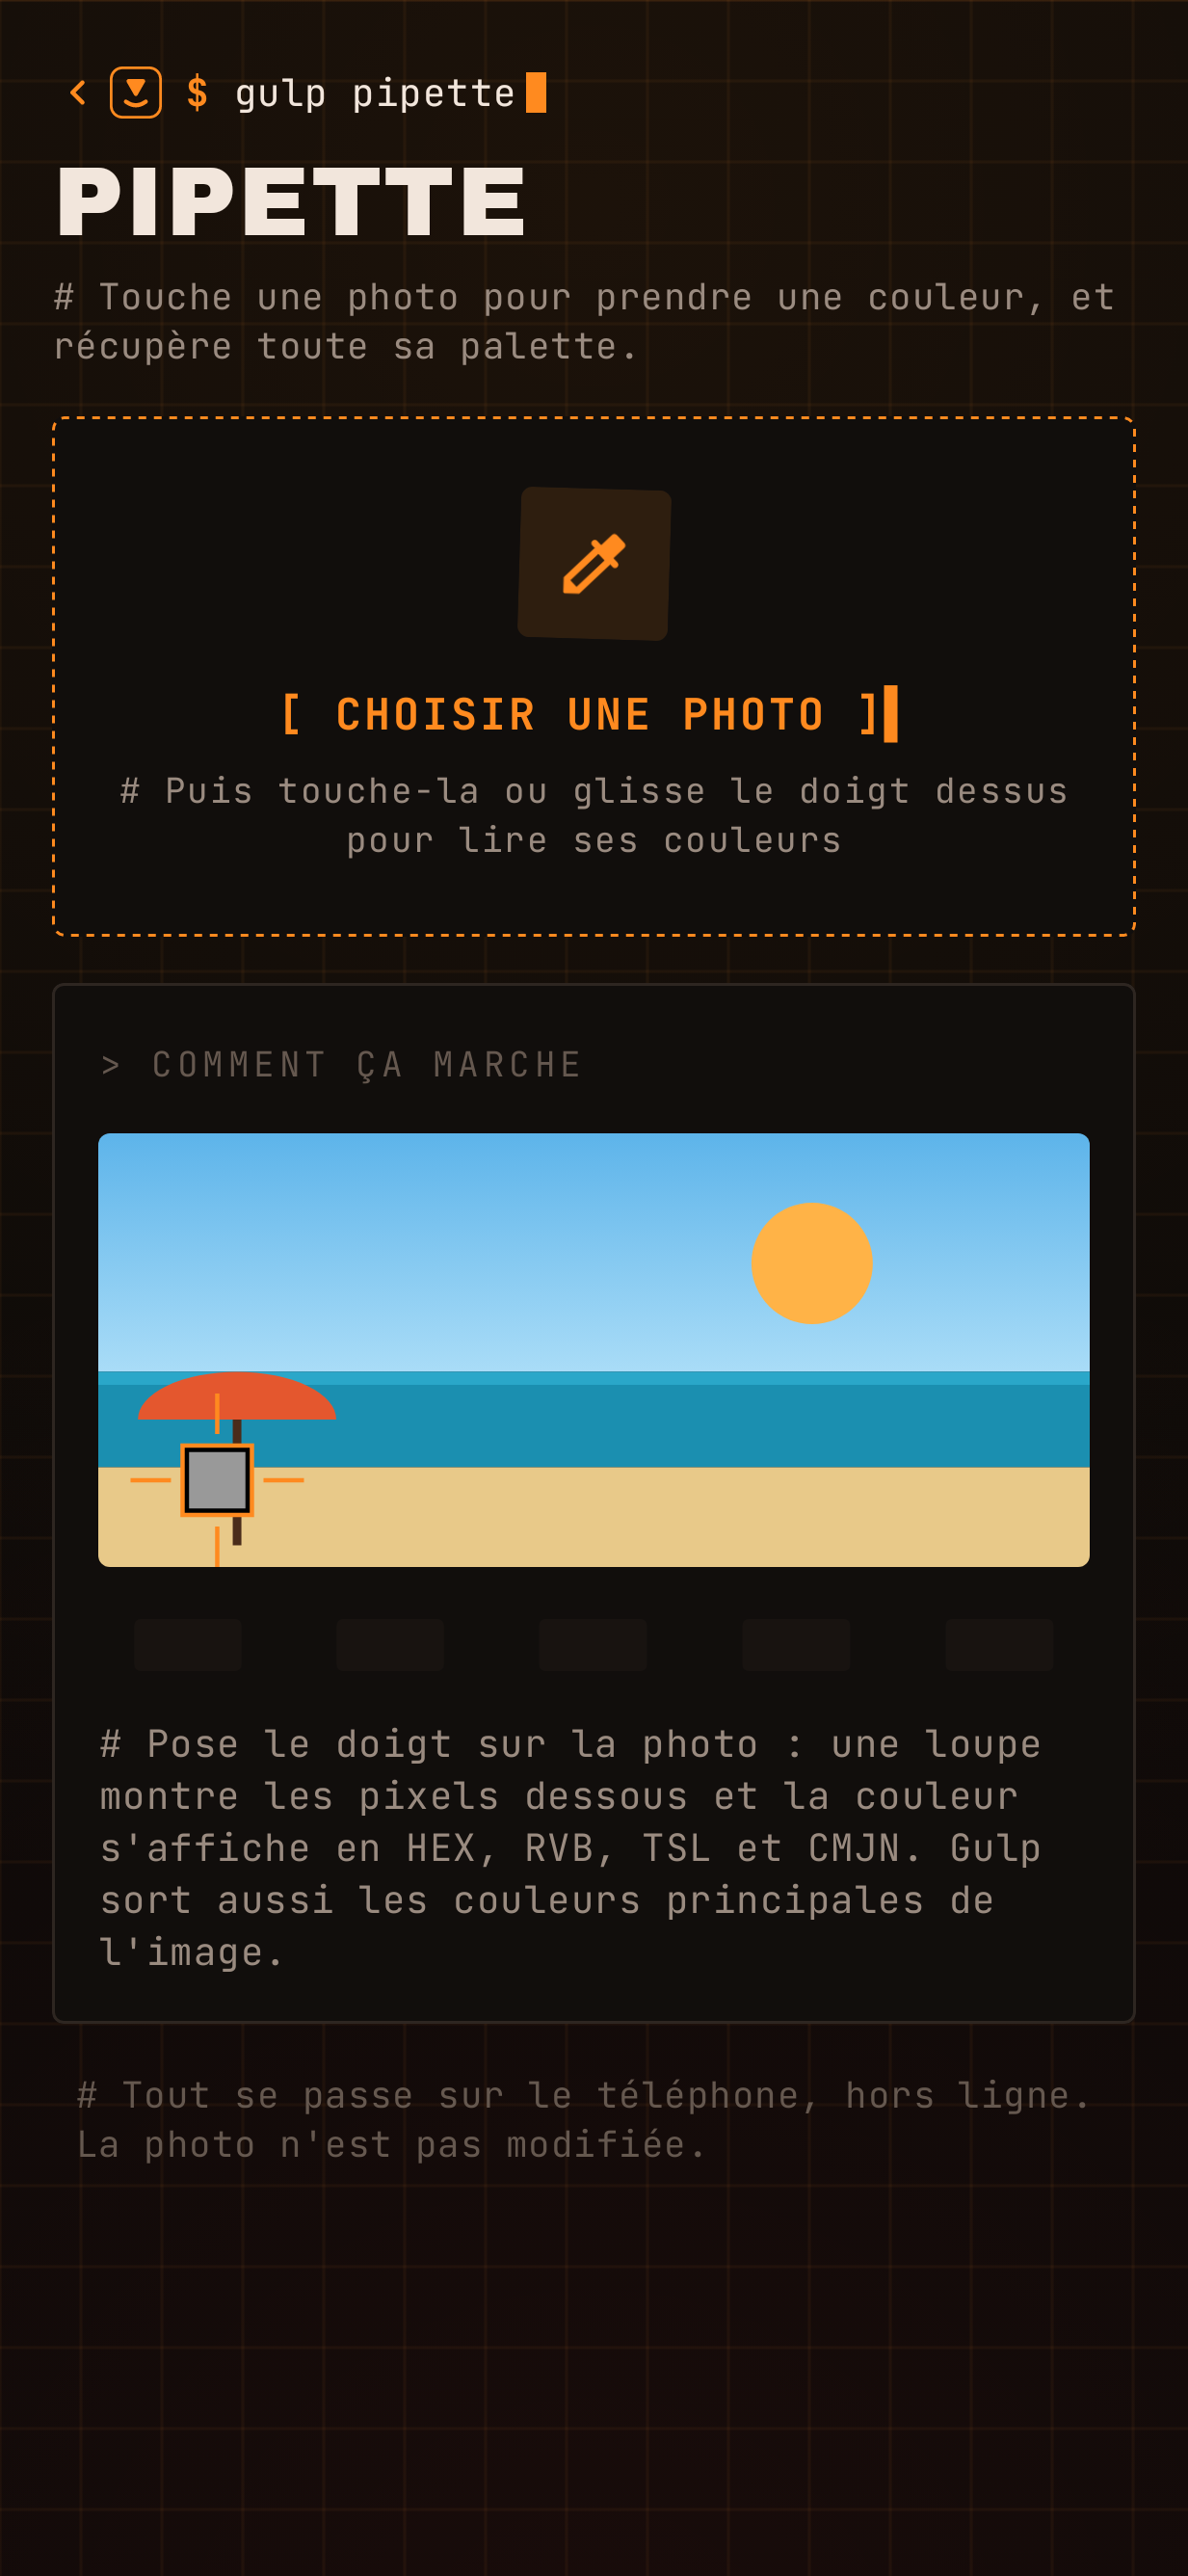 $ gulp pipette
PIPETTE
# Touche une photo pour prendre une couleur, et
récupère toute sa palette.
[ CHOISIR UNE PHOTO ]
# Puis touche-la ou glisse le doigt dessus
pour lire ses couleurs
> COMMENT ÇA MARCHE
# Pose le doigt sur la photo : une loupe
montre les pixels dessous et la couleur
s'affiche en HEX, RVB, TSL et CMJN. Gulp
sort aussi les couleurs principales de
l'image.
# Tout se passe sur le téléphone, hors ligne.
La photo n'est pas modifiée.